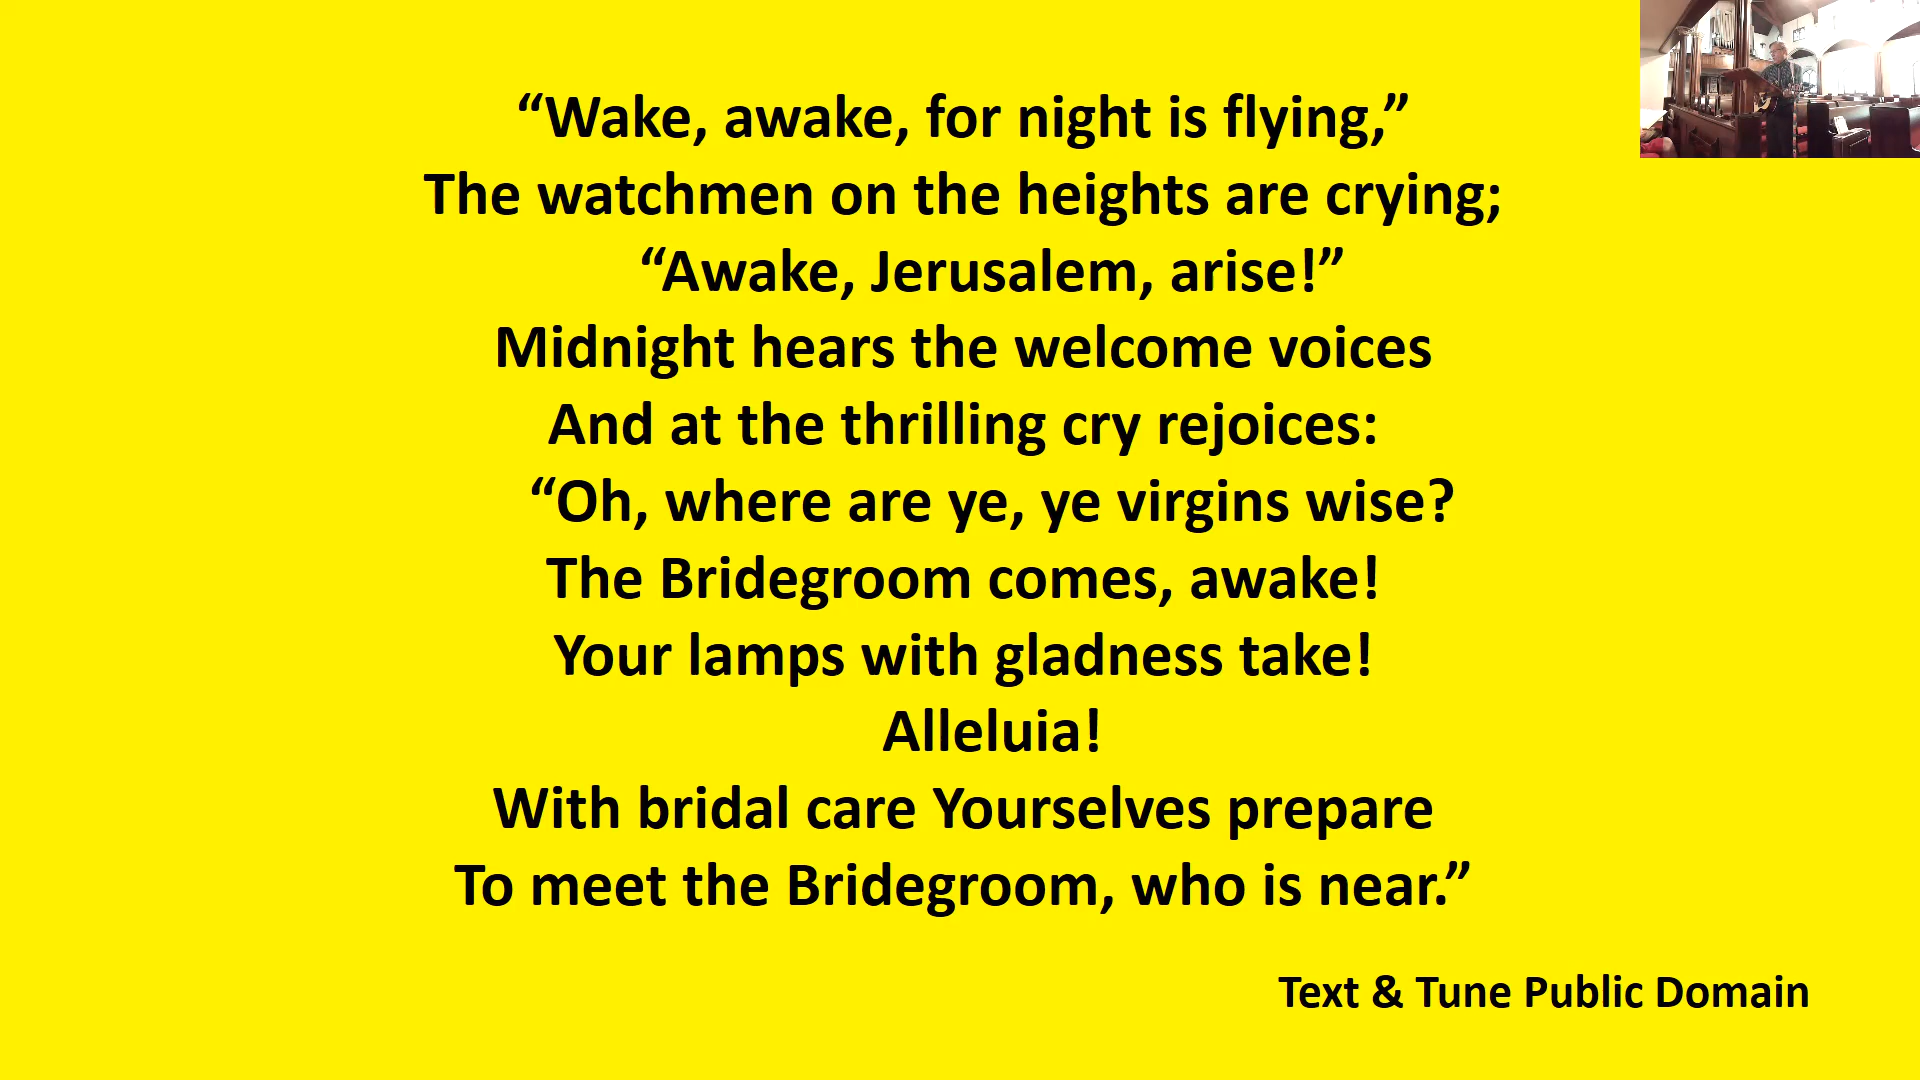 “Wake, awake, for night is flying,”
The watchmen on the heights are crying;
“Awake, Jerusalem, arise!”
Midnight hears the welcome voices
And at the thrilling cry rejoices:
“Oh, where are ye, ye virgins wise?
The Bridegroom comes, awake!
Your lamps with gladness take!
Alleluia!
With bridal care Yourselves prepare
To meet the Bridegroom, who is near.”
Text & Tune Public Domain